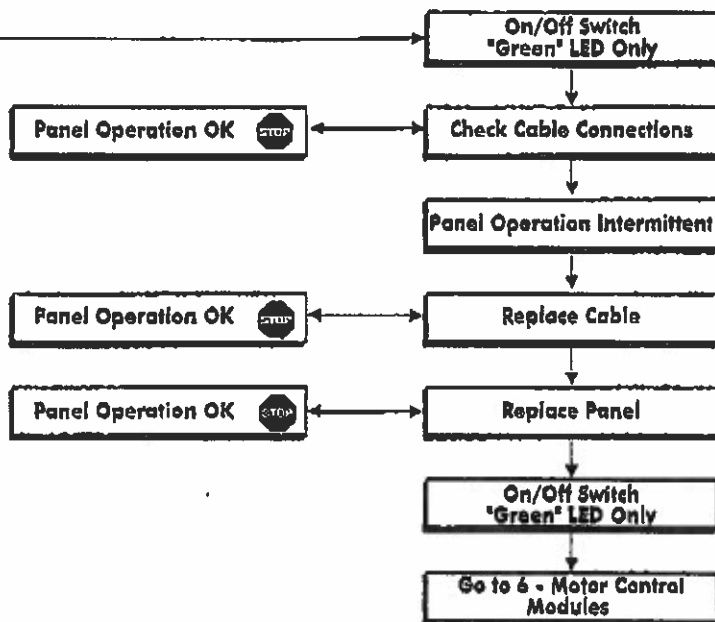 On/Off Switch
"Green" LED Only
Panel Operation OK STOP
Check Cable Connections
Panel Operation Intermittent
Panel Operation OK STOP
Replace Cable
Panel Operation OK STOP
Replace Panel
On/Off Switch
"Green" LED Only
Go to 6 - Motor Control
Modules